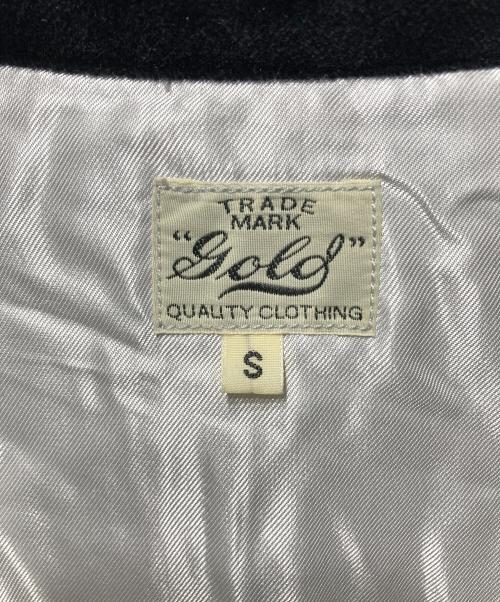 TRADE
MARK
"Gold"
QUALITY CLOTHING
S